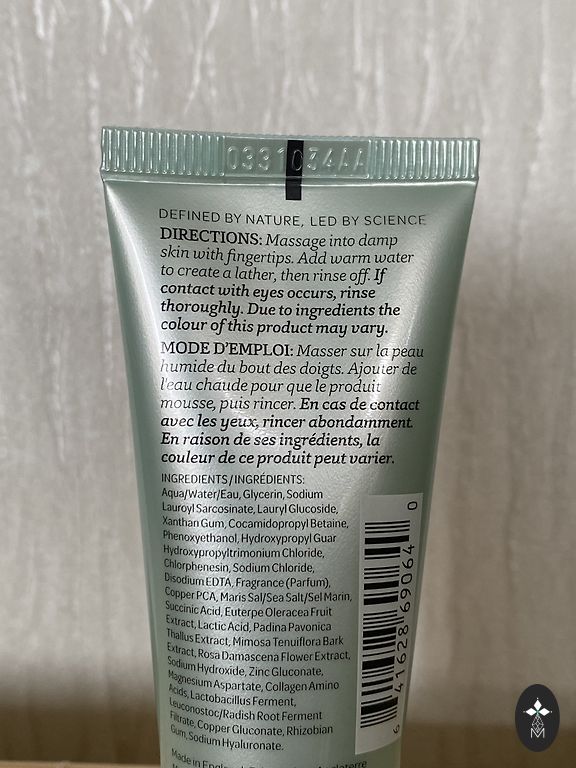 0331034AA
DEFINED BY NATURE, LED BY SCIENCE
DIRECTIONS: Massage into damp
skin with fingertips. Add warm water
to create a lather, then rinse off. If
contact with eyes occurs, rinse
thoroughly. Due to ingredients the
colour of this product may vary.
MODE D'EMPLOI: Masser sur la peau
humide du bout des doigts. Ajouter de
l'eau chaude pour que le produit
mousse, puis rincer. En cas de contact
avec les yeux, rincer abondamment.
En raison de ses ingrédients, la
couleur de ce produit peut varier.
INGREDIENTS/INGRÉDIENTS:
Aqua/Water/Eau, Glycerin, Sodium
Lauroyl Sarcosinate, Lauryl Glucoside,
Xanthan Gum, Cocamidopropyl Betaine,
Phenoxyethanol, Hydroxypropyl Guar
Hydroxypropyltrimonium Chloride,
Chlorphenesin, Sodium Chloride,
Disodium EDTA, Fragrance (Parfum),
Copper PCA, Maris Sal/Sea Salt/Sel Marin,
Succinic Acid, Euterpe Oleracea Fruit
Extract, Lactic Acid, Padina Pavonica
Thallus Extract, Mimosa Tenuiflora Bark
Extract, Rosa Damascena Flower Extract,
Sodium Hydroxide, Zinc Gluconate,
Magnesium Aspartate, Collagen Amino
Acids, Lactobacillus Ferment,
Leuconostoc/Radish Root Ferment
Filtrate, Copper Gluconate, Rhizobian
Gum, Sodium Hyaluronate.
Made in
6 41628 69064 0
M